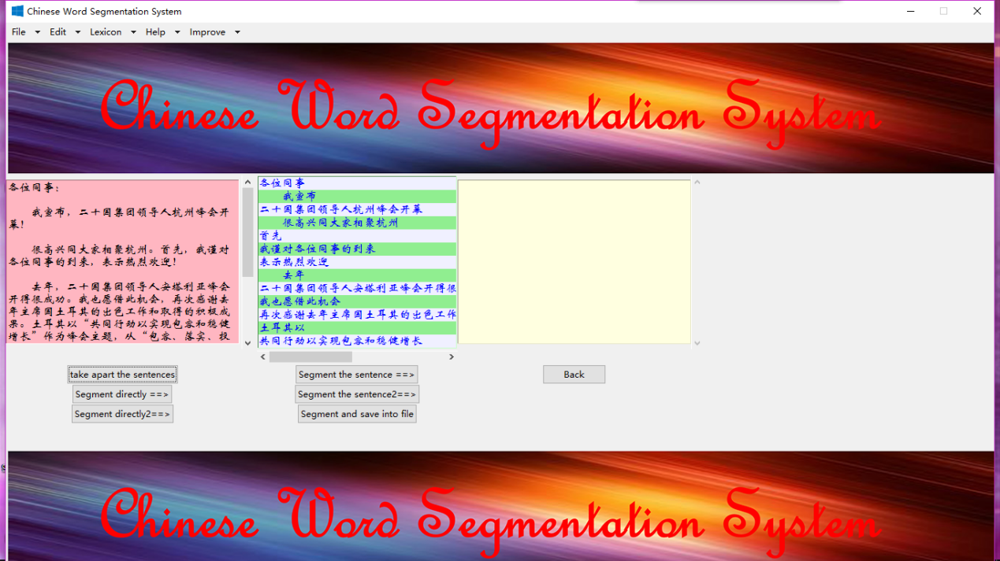 Chinese Word Segmentation System
File Edit Lexicon Help Improve
Chinese Word Segmentation System
各位同事：
我宣布，二十国集团领导人杭州峰会开
幕！
很高兴同大家相聚杭州。首先，我谨对
各位同事的到来，表示热烈欢迎！
去年，二十国集团领导人安塔利亚峰会
开得很成功。我也愿借此机会，再次感谢去
年主席国土耳其的出色工作和取得的积极成
果。土耳其以“共同行动以实现包容和稳健
增长”作为峰会主题，从“包容、落实、投
各位同事
我宣布
二十国集团领导人杭州峰会开幕
很高兴同大家相聚杭州
首先
我谨对各位同事的到来
表示热烈欢迎
去年
二十国集团领导人安塔利亚峰会开得很
我也愿借此机会
再次感谢去年主席国土耳其的出色工作
土耳其以
共同行动以实现包容和稳健增长
take apart the sentences
Segment directly ==>
Segment directly2==>
Segment the sentence ==>
Segment the sentence2==>
Segment and save into file
Back
Chinese Word Segmentation System